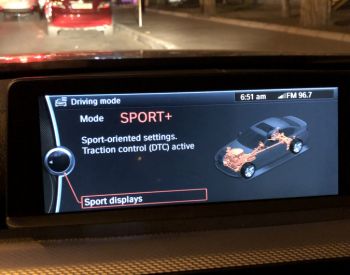 Driving mode
6:51 am
FM 96.7
Mode SPORT+
Sport-oriented settings.
Traction control (DTC) active
Sport displays